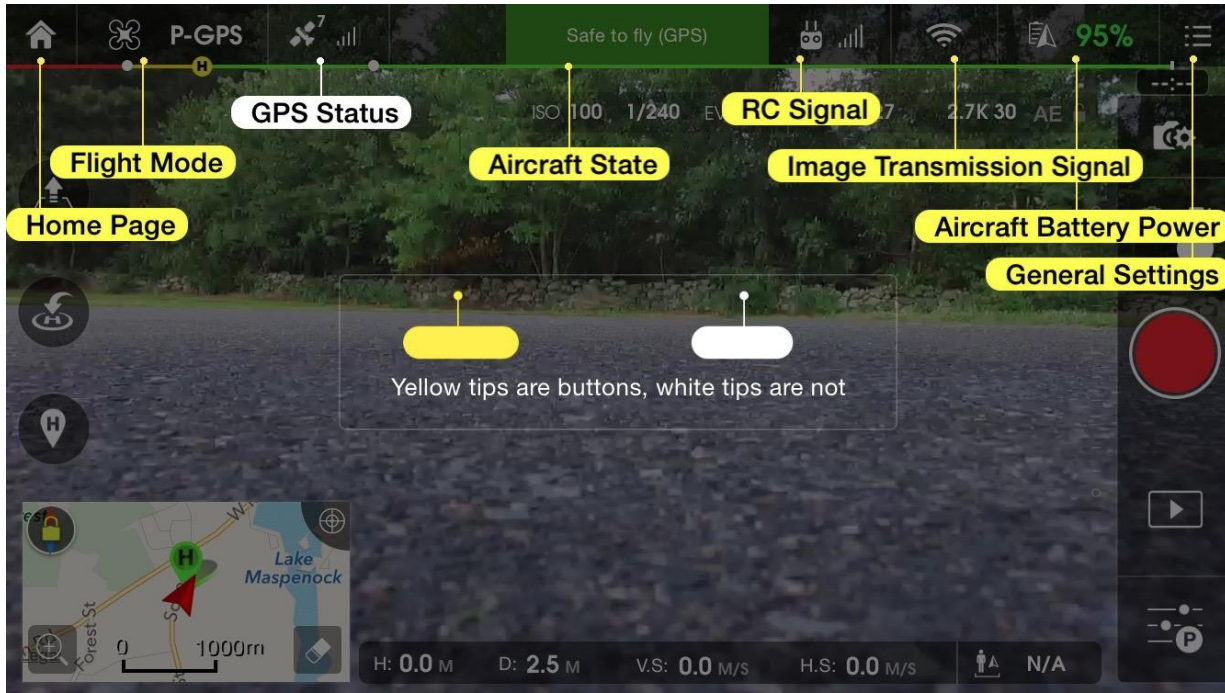 P-GPS
7
Safe to fly (GPS)
95%
H
GPS Status
ISO 100 1/240
RC Signal
2.7K 30 AE
Flight Mode
Aircraft State
Image Transmission Signal
Home Page
Aircraft Battery Power
General Settings
Yellow tips are buttons, white tips are not
H
H
H
Lake
Maspenock
Forest St
0 1000m
H: 0.0 M D: 2.5 M V.S: 0.0 M/S H.S: 0.0 M/S N/A
P